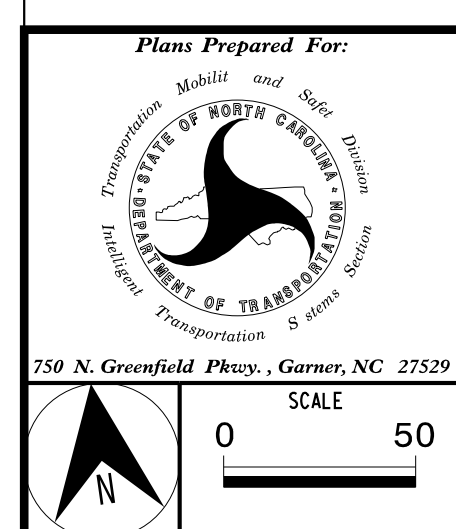 Plans Prepared For:
Transportation Mobilit and Safet Division
STATE OF NORTH CAROLINA
DEPARTMENT OF TRANSPORTATION
Intelligent Transportation S stems Section
750 N. Greenfield Pkwy. , Garner, NC 27529
SCALE
0 50
N